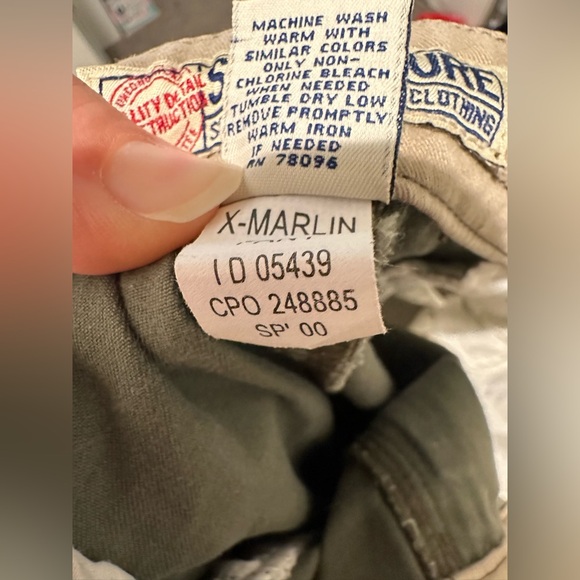 MACHINE WASH
WARM WITH
SIMILAR COLORS
ONLY NON-
CHLORINE BLEACH
WHEN NEEDED
TUMBLE DRY LOW
REMOVE PROMPTLY
WARM IRON
IF NEEDED
RN 78096
CLOTHING
X-MARLIN
ID 05439
CPO 248885
SP' 00